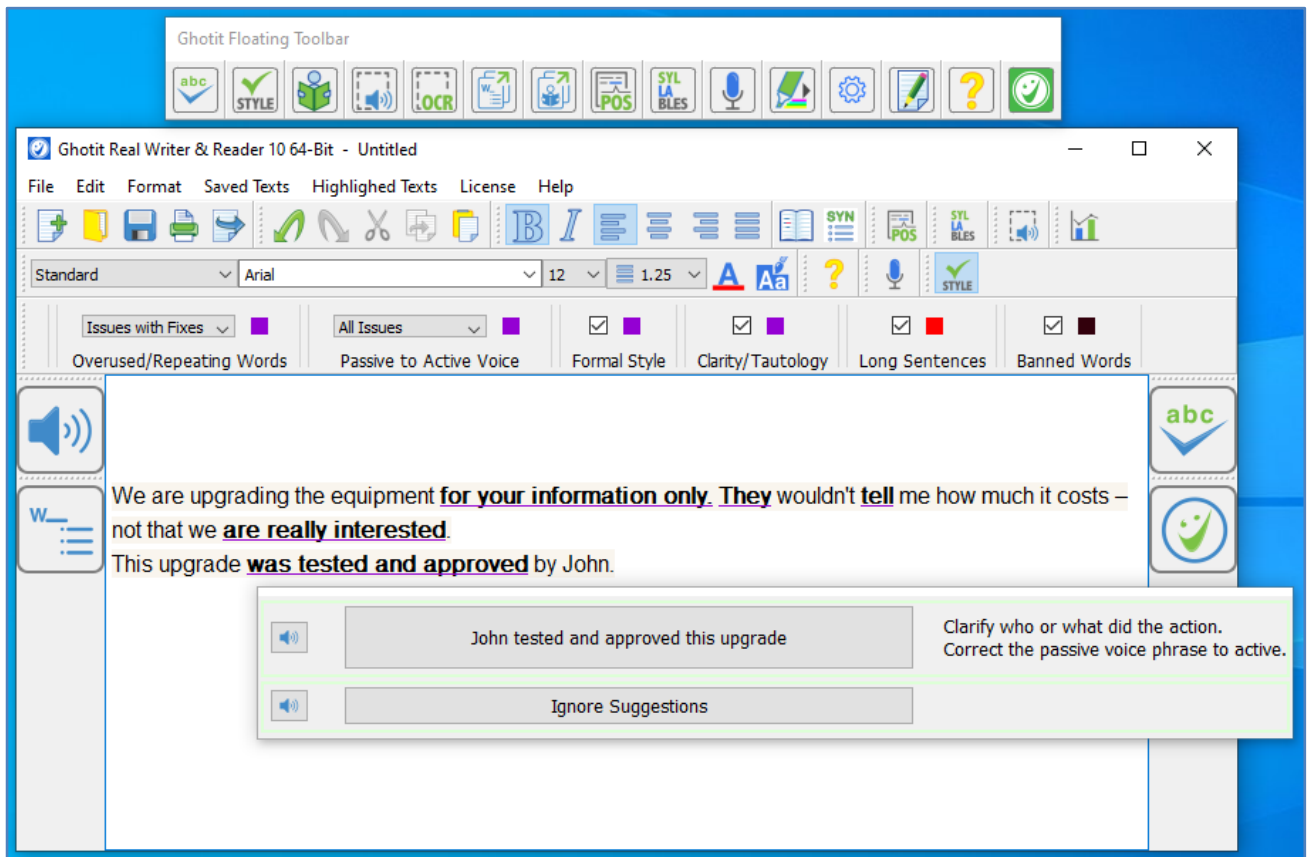 Ghotit Floating Toolbar
abc STYLE OCR W POS SYL LA BLES ?
Ghotit Real Writer & Reader 10 64-Bit - Untitled
File Edit Format Saved Texts Highlighed Texts License Help
B I SYN POS SYL LA BLES
Standard Arial 12 1.25 A Aa ? STYLE
Issues with Fixes All Issues
Overused/Repeating Words Passive to Active Voice Formal Style Clarity/Tautology Long Sentences Banned Words
abc
W
We are upgrading the equipment for your information only. They wouldn't tell me how much it costs –
not that we are really interested.
This upgrade was tested and approved by John.
John tested and approved this upgrade
Clarify who or what did the action.
Correct the passive voice phrase to active.
Ignore Suggestions